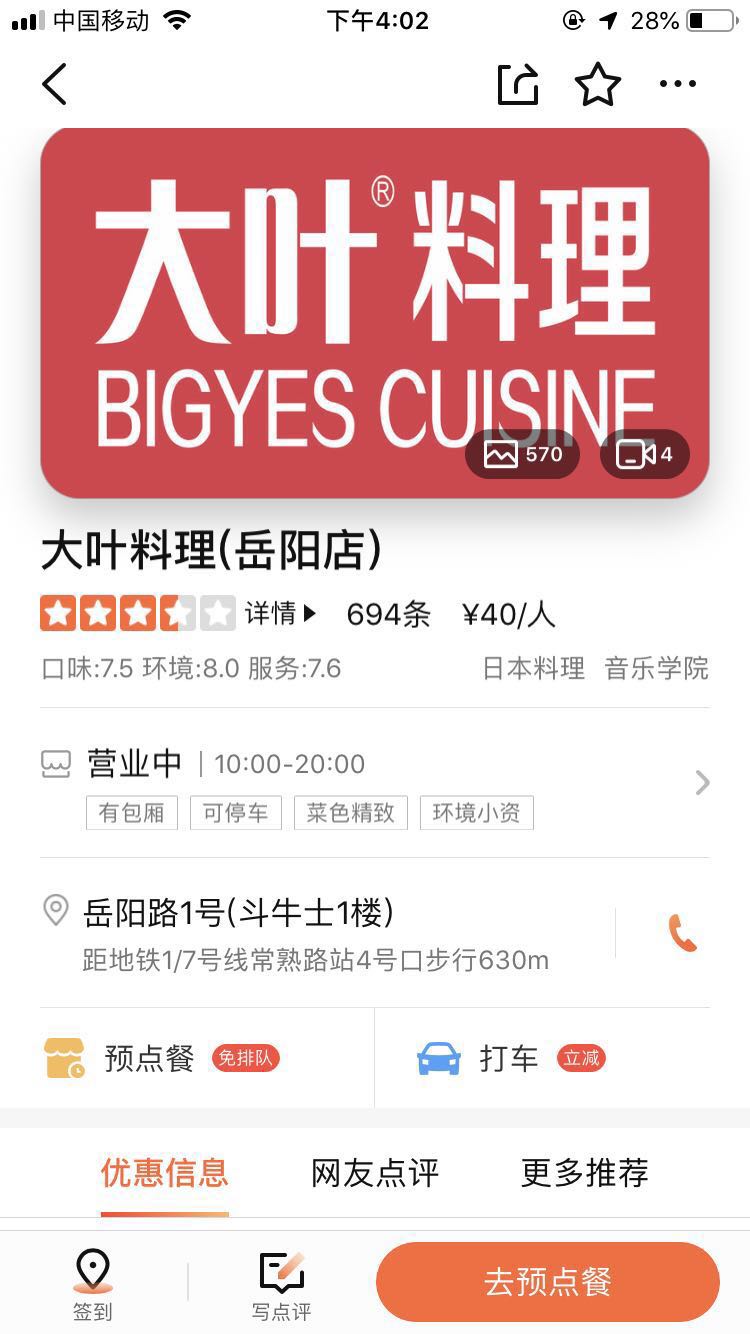 中国移动 下午4:02 28%
大叶®料理
BIGYES CUISINE
570 4
大叶料理(岳阳店)
详情 694条 ¥40/人
口味:7.5 环境:8.0 服务:7.6 日本料理 音乐学院
营业中 | 10:00-20:00
有包厢 可停车 菜色精致 环境小资
岳阳路1号(斗牛士1楼)
距地铁1/7号线常熟路站4号口步行630m
预点餐 免排队 打车 立减
优惠信息 网友点评 更多推荐
签到 写点评 去预点餐